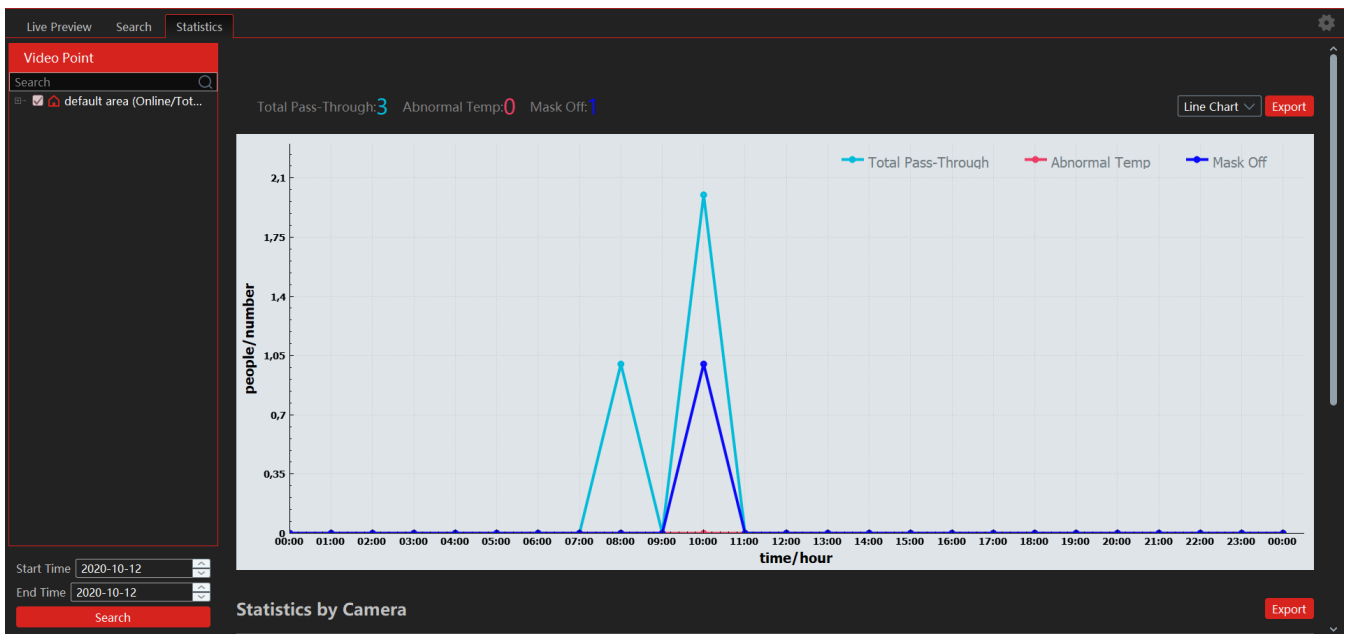 Live Preview Search Statistics
Video Point
Search
default area (Online/Tot...
Total Pass-Through:3 Abnormal Temp:0 Mask Off:1
Line Chart Export
Total Pass-Through Abnormal Temp Mask Off
people/number
2,1
1,75
1,4
1,05
0,7
0,35
0
00:00 01:00 02:00 03:00 04:00 05:00 06:00 07:00 08:00 09:00 10:00 11:00 12:00 13:00 14:00 15:00 16:00 17:00 18:00 19:00 20:00 21:00 22:00 23:00 00:00
time/hour
Start Time 2020-10-12
End Time 2020-10-12
Search
Statistics by Camera Export